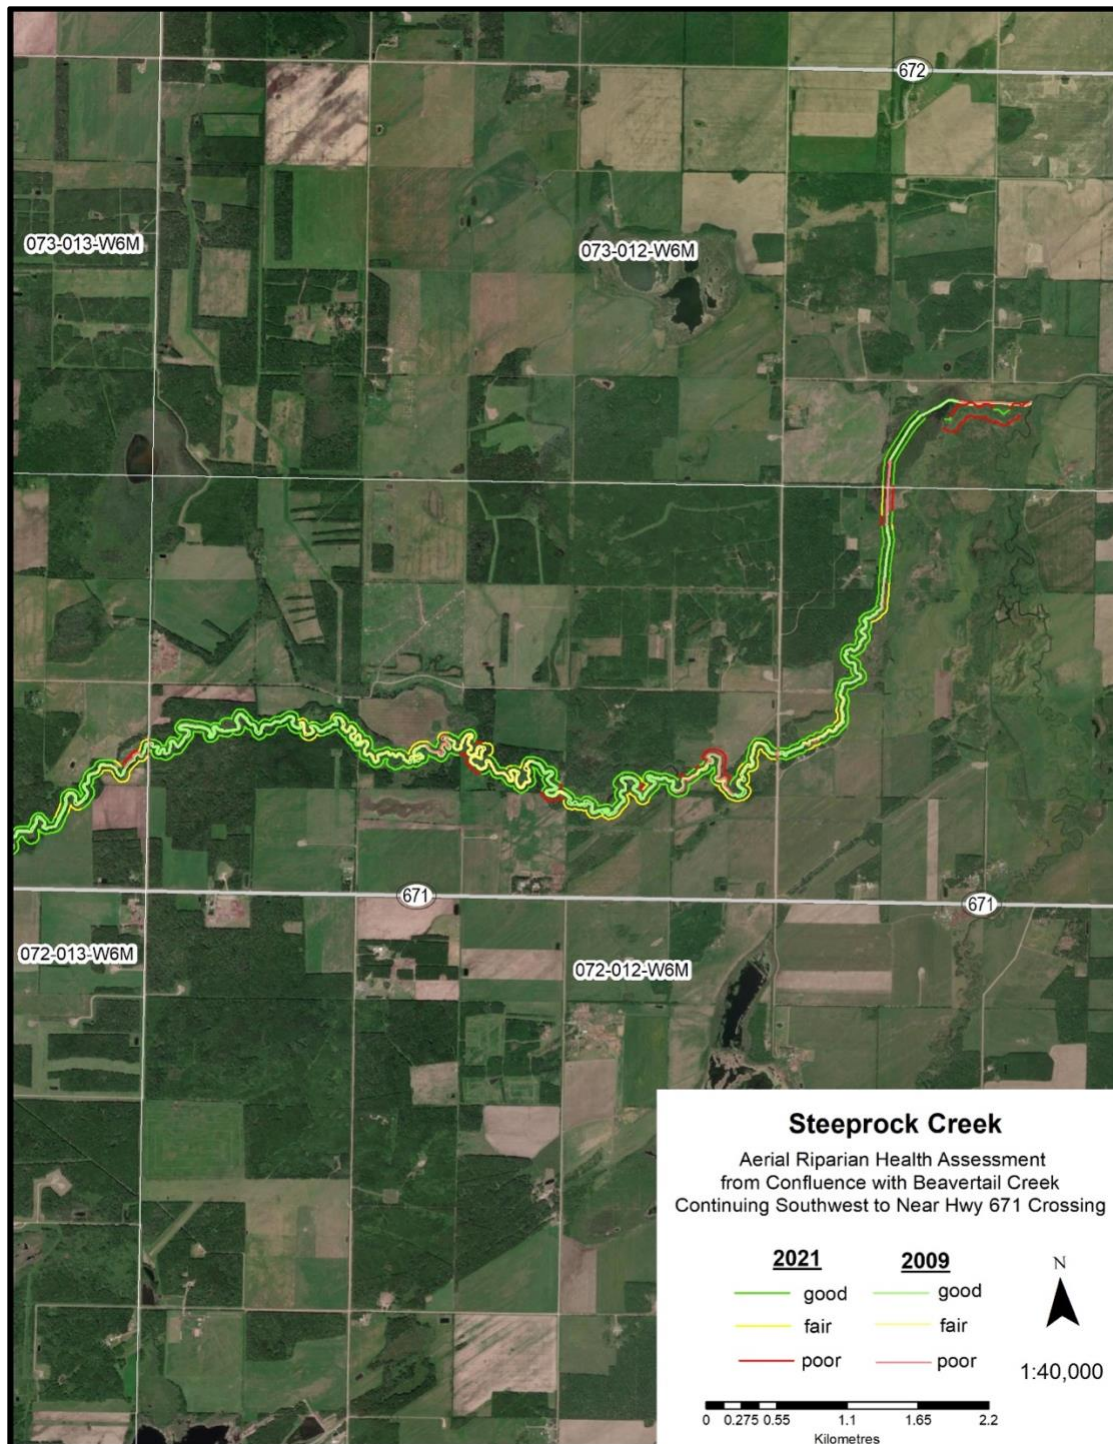 672
073-013-W6M
073-012-W6M
671
671
072-013-W6M
072-012-W6M
Steeprock Creek
Aerial Riparian Health Assessment
from Confluence with Beavertail Creek
Continuing Southwest to Near Hwy 671 Crossing
2021 2009
good good
fair fair
poor poor
N
1:40,000
0 0.275 0.55 1.1 1.65 2.2
Kilometres